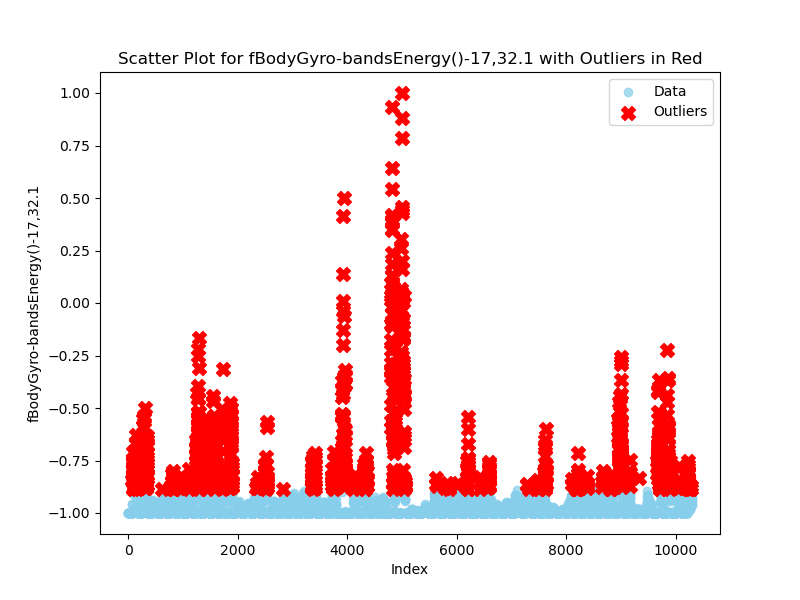 Scatter Plot for fBodyGyro-bandsEnergy()-17,32.1 with Outliers in Red
Data
Outliers
fBodyGyro-bandsEnergy()-17,32.1
1.00
0.75
0.50
0.25
0.00
−0.25
−0.50
−0.75
−1.00
0 2000 4000 6000 8000 10000
Index